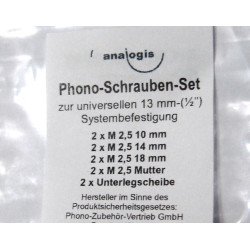 analogis
Phono-Schrauben-Set
zur universellen 13 mm-(½")
Systembefestigung
2 x M 2,5 10 mm
2 x M 2,5 14 mm
2 x M 2,5 18 mm
2 x M 2,5 Mutter
2 x Unterlegscheibe
Hersteller im Sinne des
Produktsicherheitsgesetzes:
Phono-Zubehör-Vertrieb GmbH